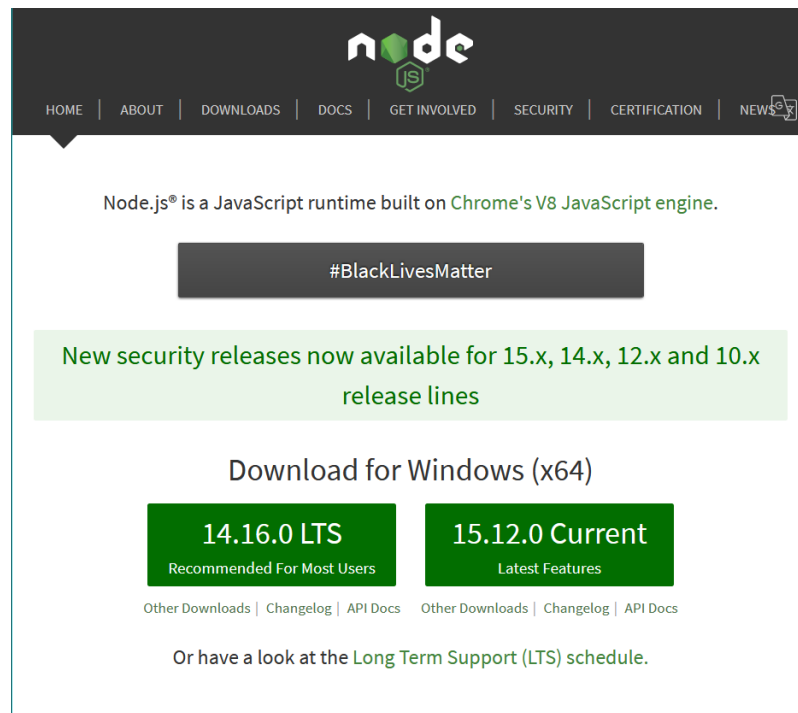 node
JS®
HOME | ABOUT | DOWNLOADS | DOCS | GET INVOLVED | SECURITY | CERTIFICATION | NEWS
Node.js® is a JavaScript runtime built on Chrome's V8 JavaScript engine.
#BlackLivesMatter
New security releases now available for 15.x, 14.x, 12.x and 10.x
release lines
Download for Windows (x64)
14.16.0 LTS 15.12.0 Current
Recommended For Most Users Latest Features
Other Downloads | Changelog | API Docs Other Downloads | Changelog | API Docs
Or have a look at the Long Term Support (LTS) schedule.